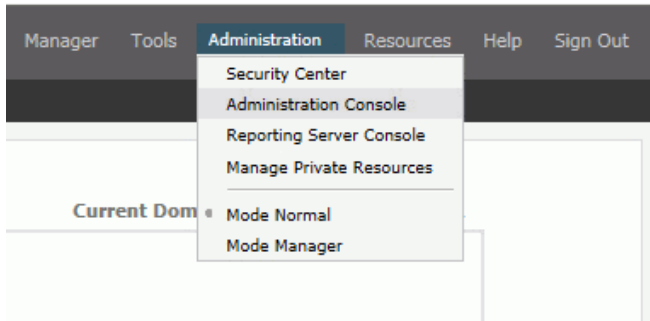 Manager Tools Administration Resources Help Sign Out
Security Center
Administration Console
Reporting Server Console
Manage Private Resources
Current Dom
Mode Normal
Mode Manager